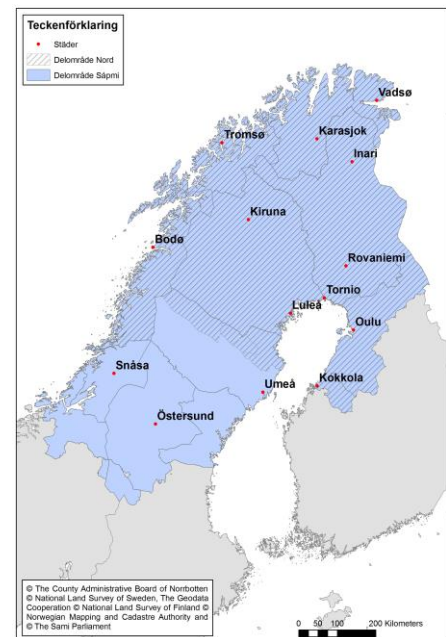 Teckenförklaring
Städer
Delområde Nord
Delområde Sápmi
Vadsø
Tromsø
Karasjok
Inari
Kiruna
Bodø
Rovaniemi
Tornio
Luleå
Oulu
Snåsa
Umeå
Kokkola
Östersund
© The County Administrative Board of Norrbotten
© National Land Survey of Sweden, The Geodata
Cooperation © National Land Survey of Finland ©
Norwegian Mapping and Cadastre Authority and
© The Sami Parliament
0 50 100 200 Kilometers